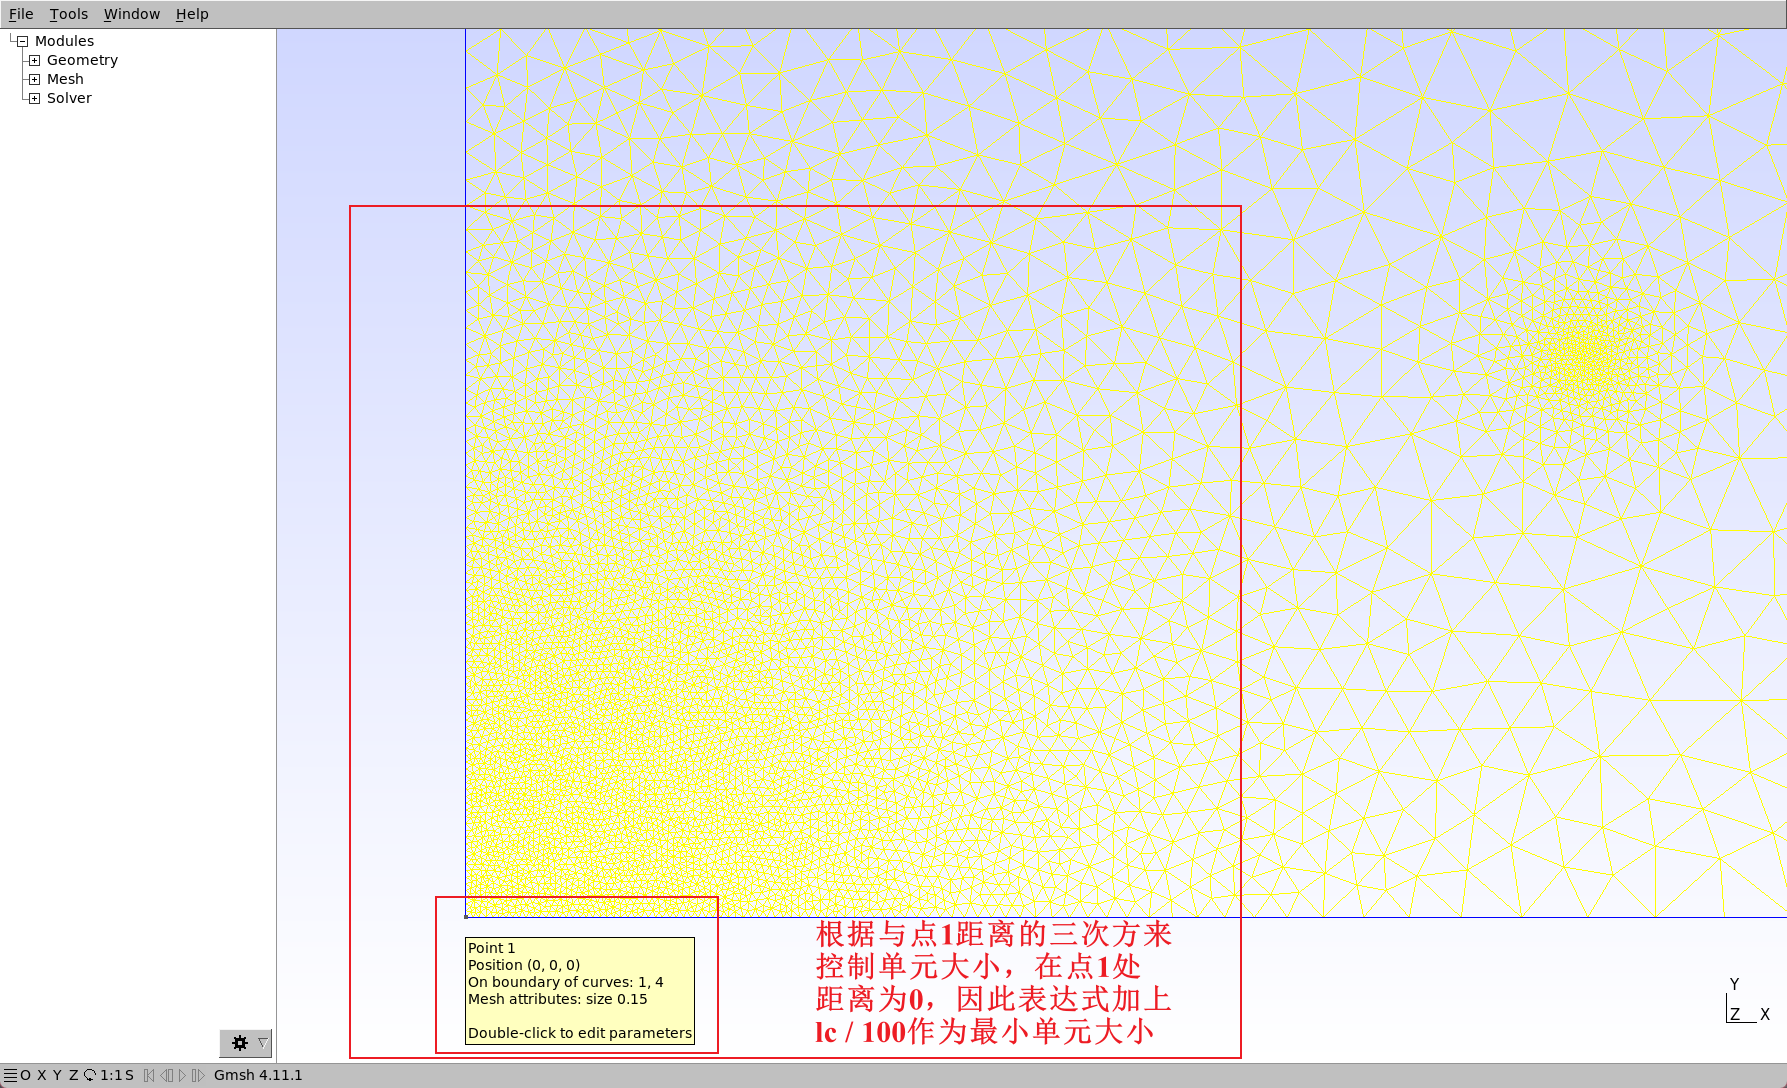 File Tools Window Help
Modules
Geometry
Mesh
Solver
Point 1
Position (0, 0, 0)
On boundary of curves: 1, 4
Mesh attributes: size 0.15
Double-click to edit parameters
根据与点1距离的三次方来
控制单元大小，在点1处
距离为0，因此表达式加上
lc / 100作为最小单元大小
Y
Z X
O X Y Z 1:1 S Gmsh 4.11.1